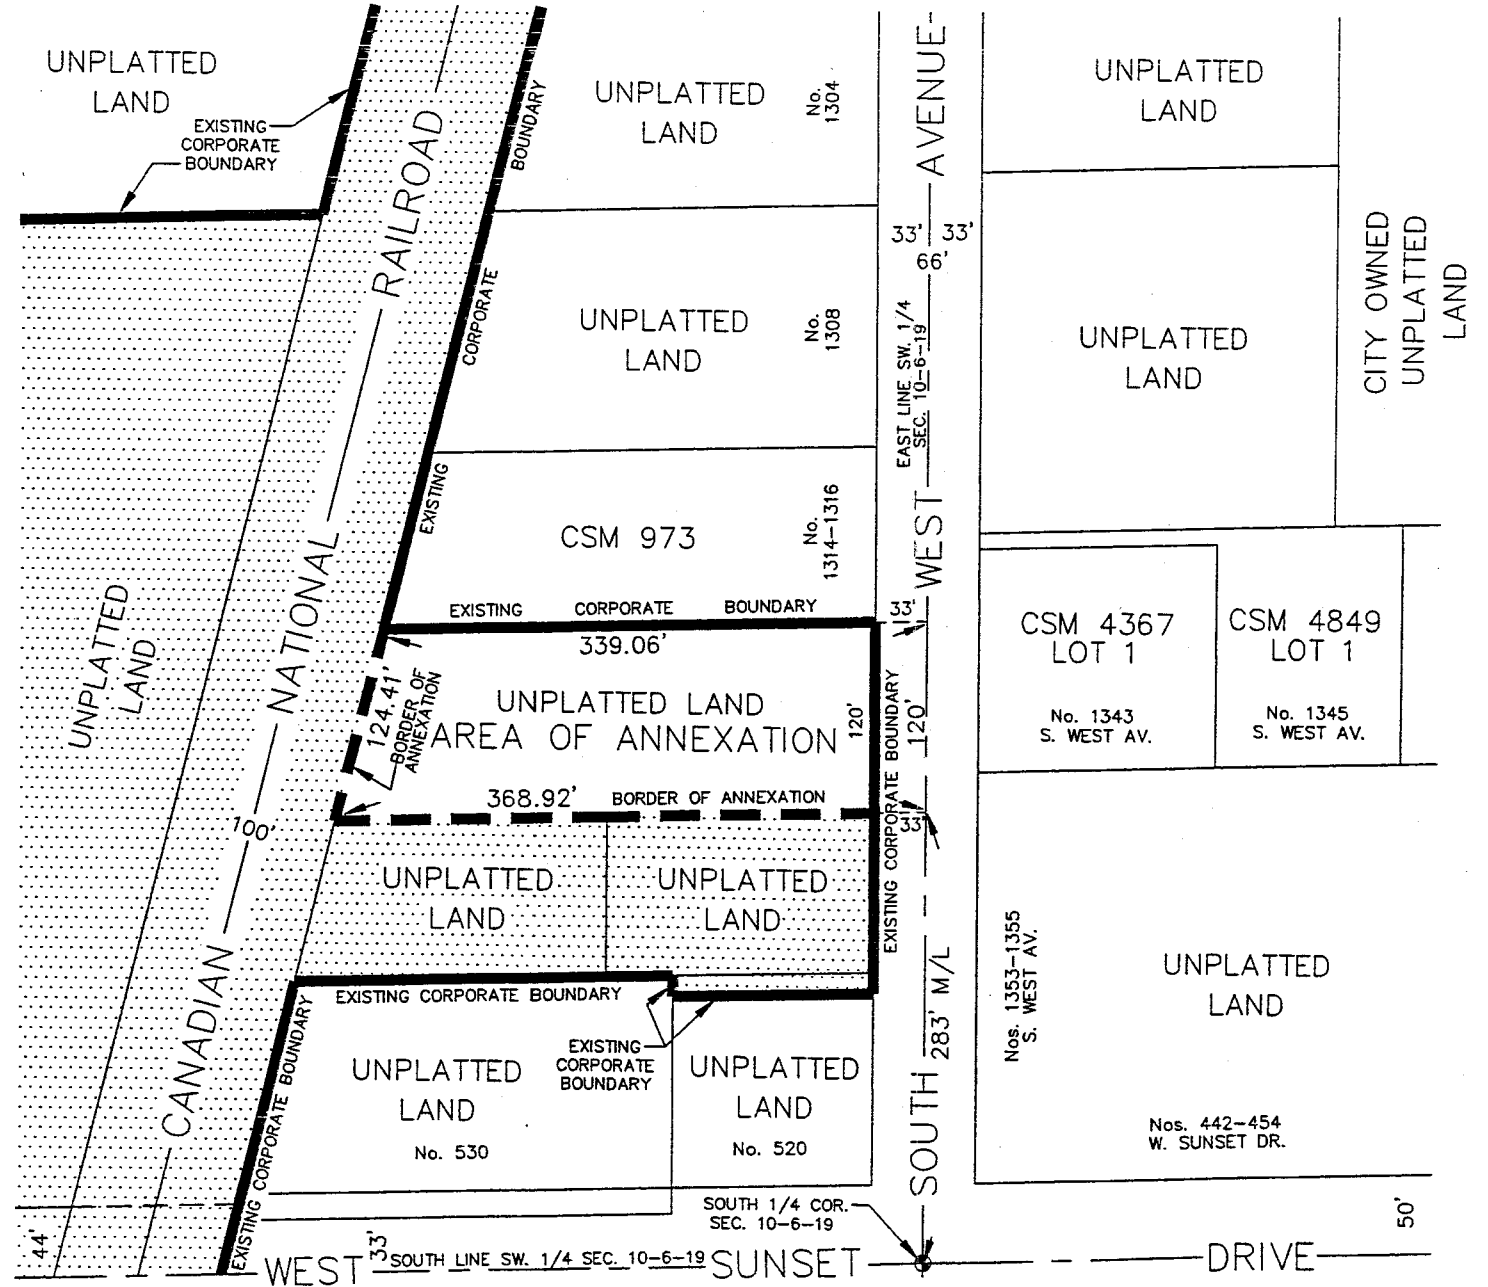 UNPLATTED
LAND
EXISTING
CORPORATE
BOUNDARY
UNPLATTED
LAND
No.
1304
AVENUE
UNPLATTED
LAND
BOUNDARY
CORPORATE
EXISTING
33' 33'
66'
UNPLATTED
LAND
No.
1308
EAST LINE SW. 1/4
SEC. 10-6-19
UNPLATTED
LAND
CITY OWNED
UNPLATTED
LAND
CANADIAN NATIONAL RAILROAD
100'
UNPLATTED
LAND
CSM 973
No.
1314-1316
WEST
EXISTING CORPORATE BOUNDARY
33'
339.06'
124.41'
BORDER OF
ANNEXATION
UNPLATTED LAND
AREA OF ANNEXATION
120'
EXISTING CORPORATE BOUNDARY
120'
CSM 4367
LOT 1
No. 1343
S. WEST AV.
CSM 4849
LOT 1
No. 1345
S. WEST AV.
368.92' BORDER OF ANNEXATION
33'
UNPLATTED
LAND
UNPLATTED
LAND
EXISTING CORPORATE BOUNDARY
EXISTING
CORPORATE
BOUNDARY
EXISTING CORPORATE BOUNDARY
283' M/L
SOUTH
Nos. 1353-1355
S. WEST AV.
UNPLATTED
LAND
Nos. 442-454
W. SUNSET DR.
UNPLATTED
LAND
No. 530
UNPLATTED
LAND
No. 520
SOUTH 1/4 COR.
SEC. 10-6-19
44'
33'
50'
WEST SOUTH LINE SW. 1/4 SEC. 10-6-19 SUNSET DRIVE